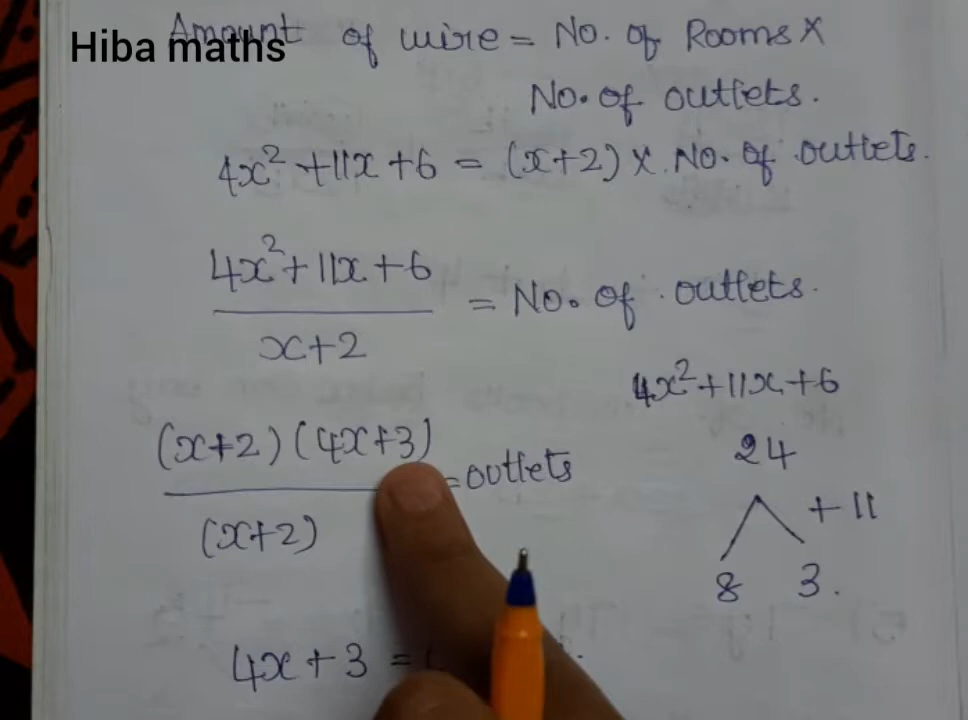 Amount of wire = No. of Rooms ×
Hiba maths
No. of outlets.
4x² + 11x + 6 = (x+2) × No. of outlets.
4x² + 11x + 6
= No. of outlets.
x+2
4x² + 11x + 6
(x+2)(4x+3)
= outlets
24
+11
(x+2)
8 3.
4x + 3 =